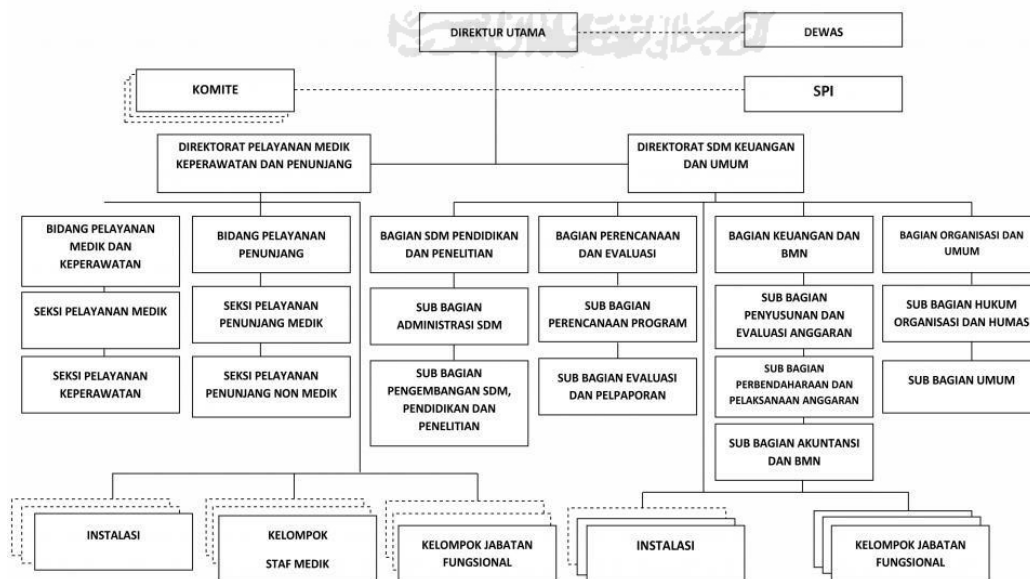 DIREKTUR UTAMA
DEWAS
KOMITE
SPI
DIREKTORAT PELAYANAN MEDIK
KEPERAWATAN DAN PENUNJANG
DIREKTORAT SDM KEUANGAN
DAN UMUM
BIDANG PELAYANAN
MEDIK DAN
KEPERAWATAN
BIDANG PELAYANAN
PENUNJANG
BAGIAN SDM PENDIDIKAN
DAN PENELITIAN
BAGIAN PERENCANAAN
DAN EVALUASI
BAGIAN KEUANGAN DAN
BMN
BAGIAN ORGANISASI DAN
UMUM
SEKSI PELAYANAN MEDIK
SEKSI PELAYANAN
PENUNJANG MEDIK
SUB BAGIAN
ADMINISTRASI SDM
SUB BAGIAN
PERENCANAAN PROGRAM
SUB BAGIAN
PENYUSUNAN DAN
EVALUASI ANGGARAN
SUB BAGIAN HUKUM
ORGANISASI DAN HUMAS
SEKSI PELAYANAN
KEPERAWATAN
SEKSI PELAYANAN
PENUNJANG NON MEDIK
SUB BAGIAN
PENGEMBANGAN SDM,
PENDIDIKAN DAN
PENELITIAN
SUB BAGIAN EVALUASI
DAN PELPAPORAN
SUB BAGIAN
PERBENDAHARAAN DAN
PELAKSANAAN ANGGARAN
SUB BAGIAN UMUM
SUB BAGIAN AKUNTANSI
DAN BMN
INSTALASI
KELOMPOK
STAF MEDIK
KELOMPOK JABATAN
FUNGSIONAL
INSTALASI
KELOMPOK JABATAN
FUNGSIONAL